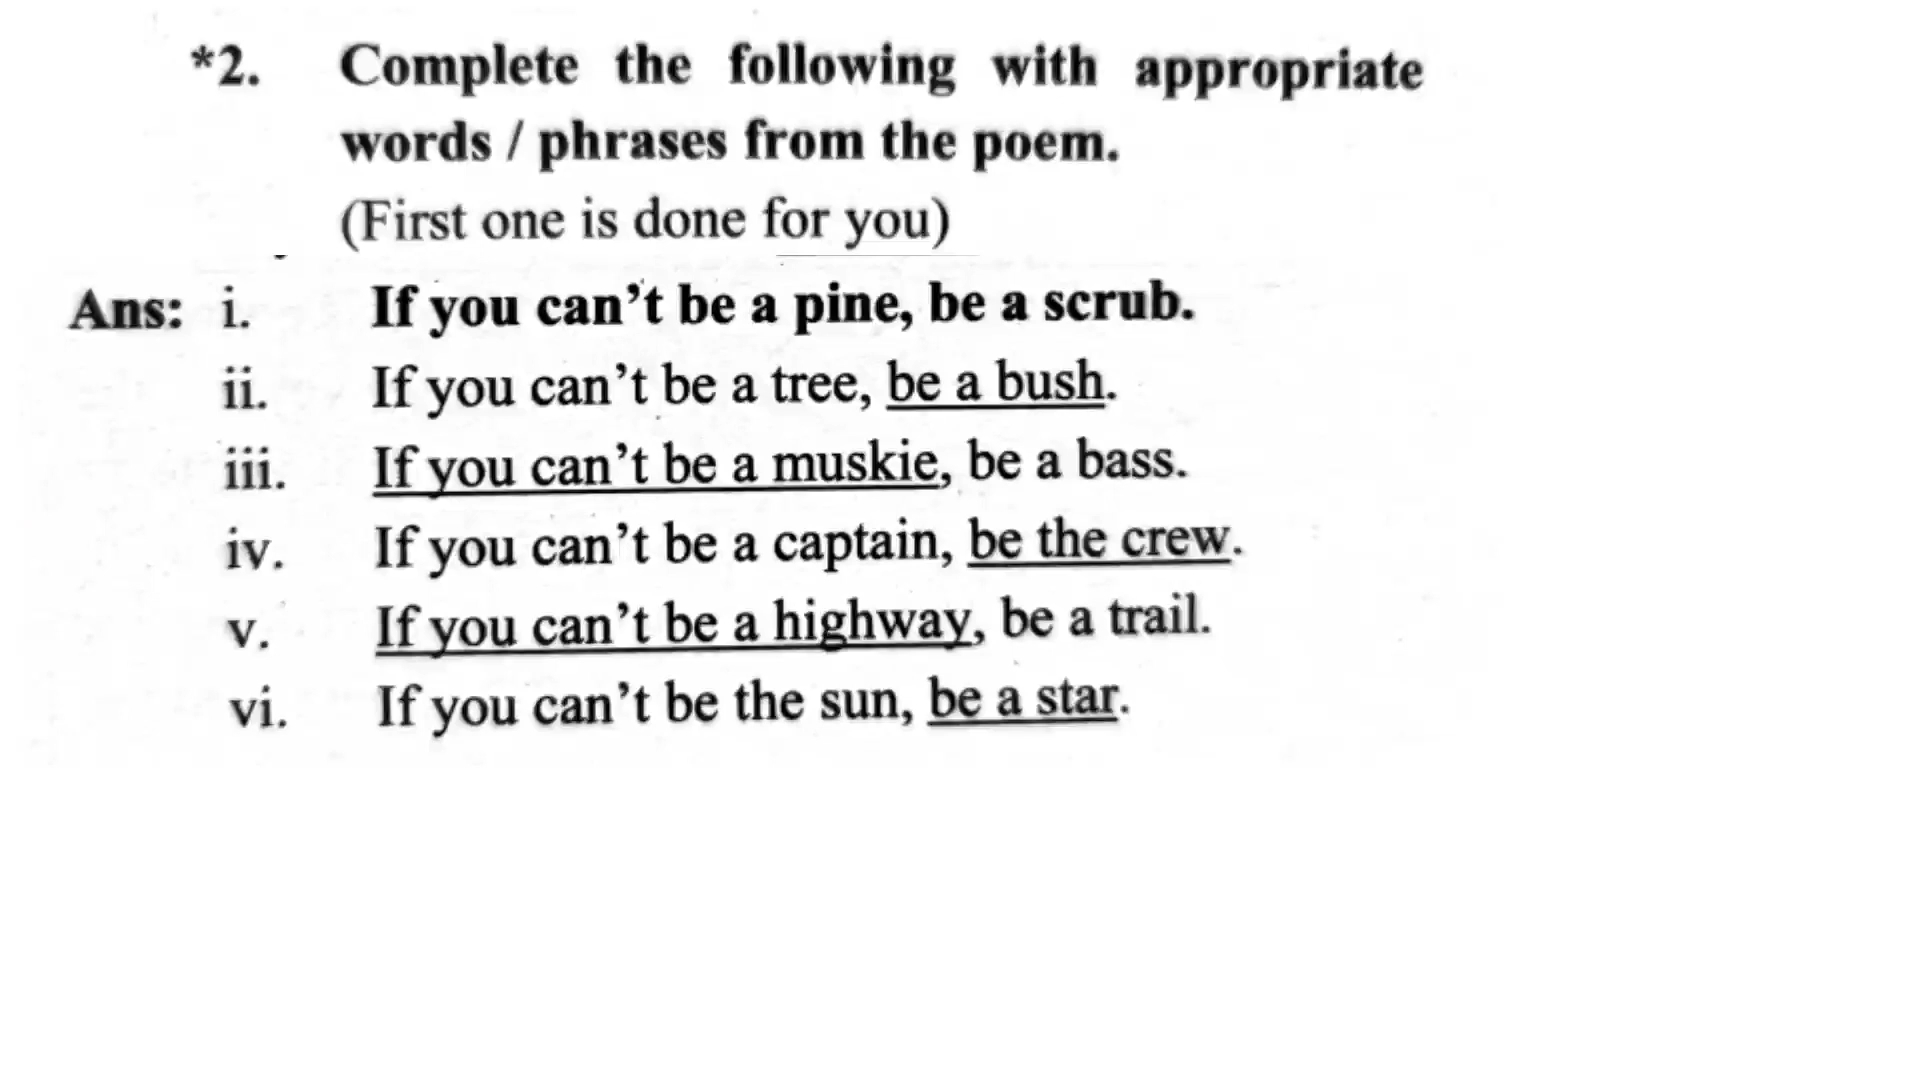 *2. Complete the following with appropriate
words / phrases from the poem.
(First one is done for you)
Ans: i. If you can't be a pine, be a scrub.
ii. If you can't be a tree, be a bush.
iii. If you can't be a muskie, be a bass.
iv. If you can't be a captain, be the crew.
v. If you can't be a highway, be a trail.
vi. If you can't be the sun, be a star.